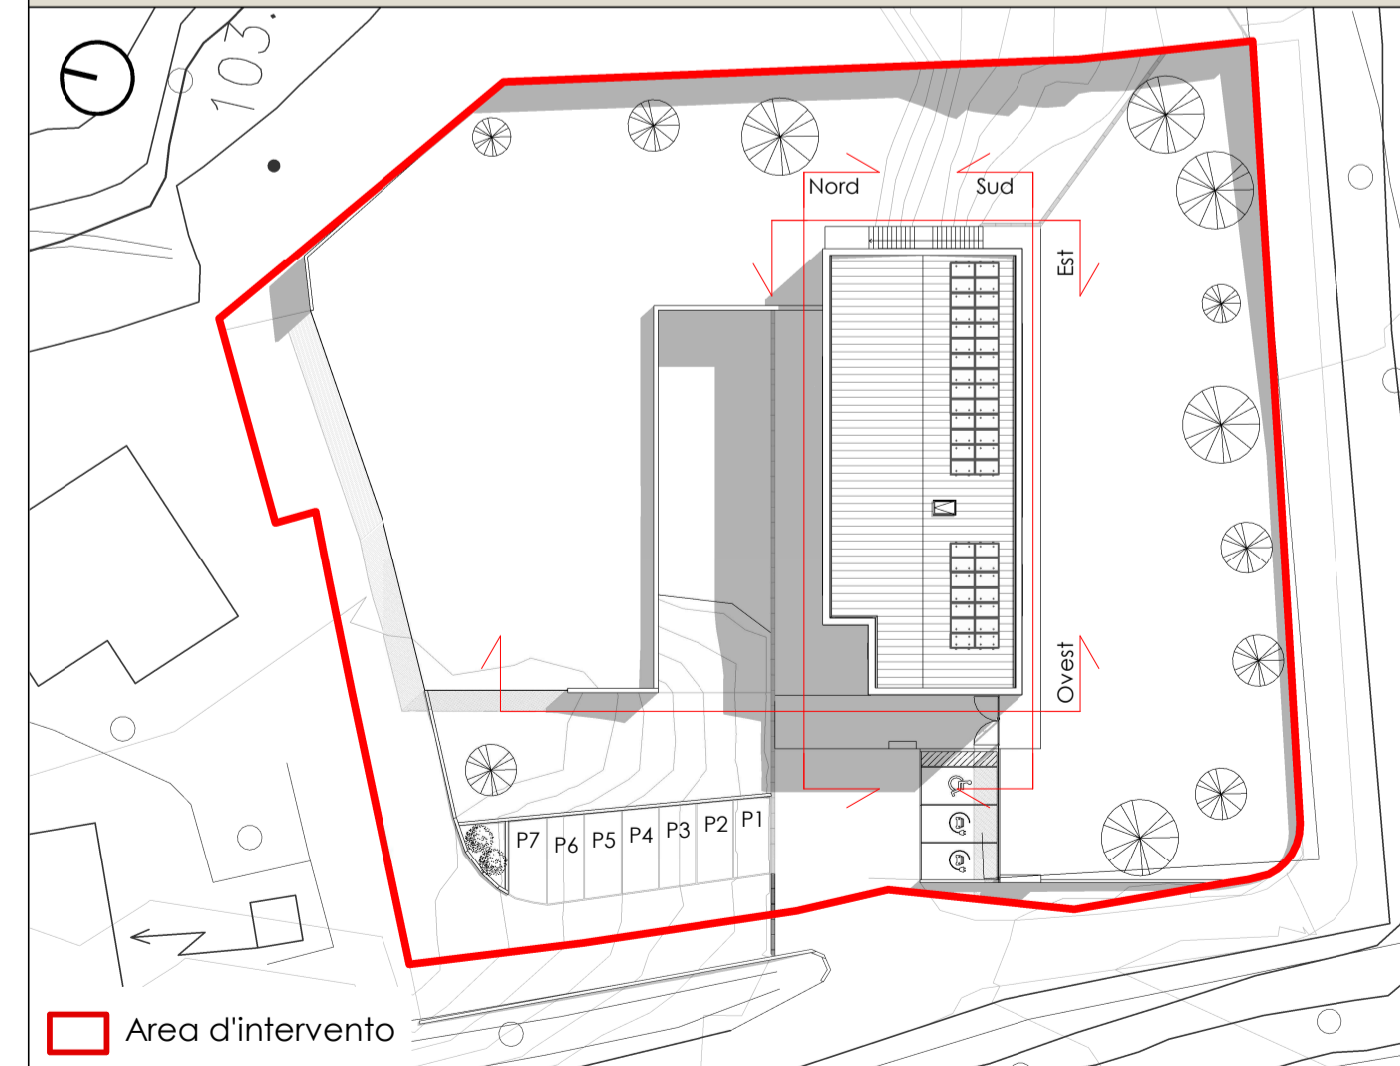 103.
Nord
Sud
Est
Ovest
P7 P6 P5 P4 P3 P2 P1
Area d'intervento